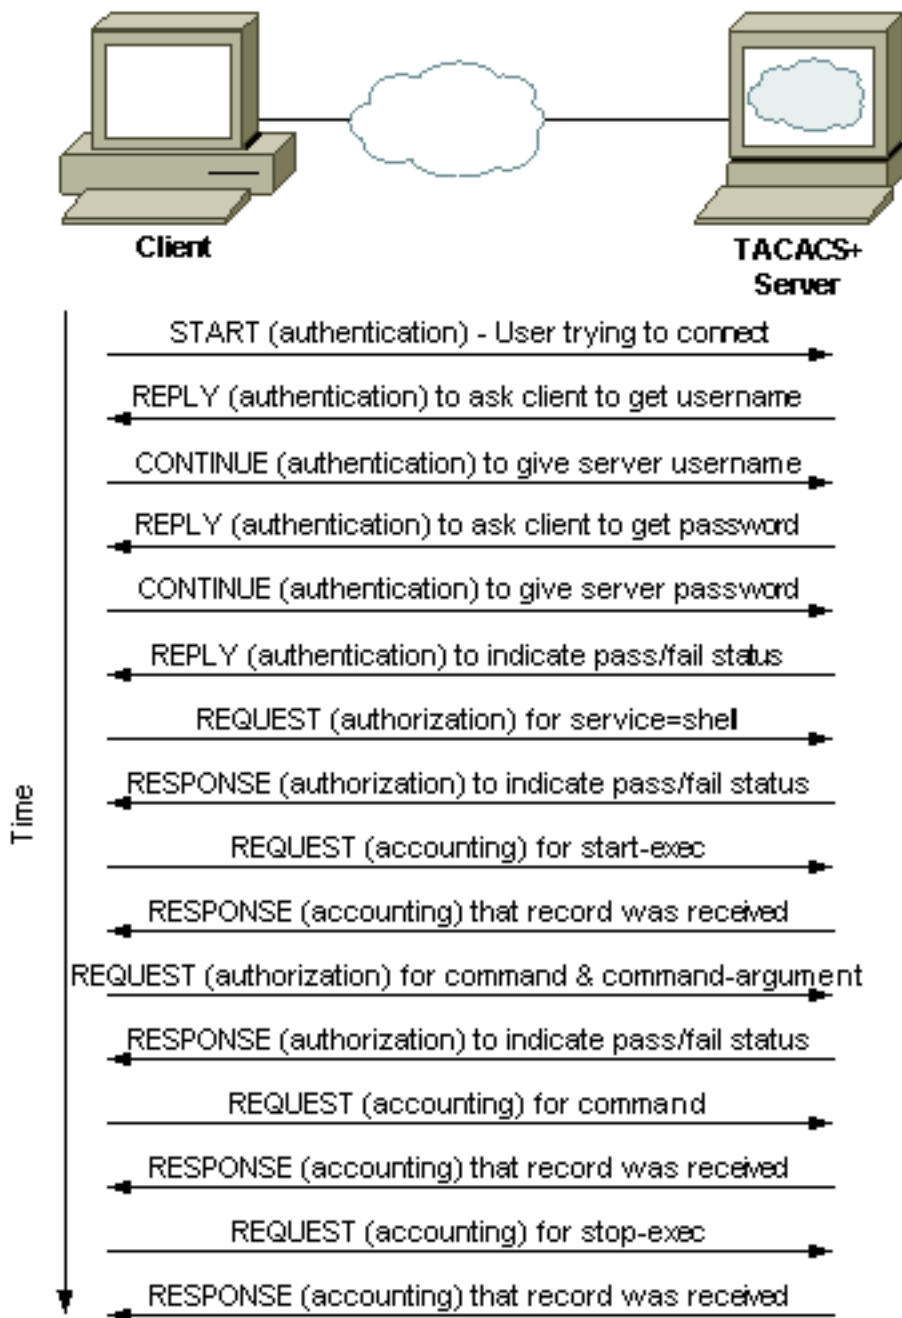 Client
TACACS+
Server
START (authentication) - User trying to connect
REPLY (authentication) to ask client to get username
CONTINUE (authentication) to give server username
REPLY (authentication) to ask client to get password
CONTINUE (authentication) to give server password
REPLY (authentication) to indicate pass/fail status
REQUEST (authorization) for service=shell
RESPONSE (authorization) to indicate pass/fail status
REQUEST (accounting) for start-exec
RESPONSE (accounting) that record was received
REQUEST (authorization) for command & command-argument
RESPONSE (authorization) to indicate pass/fail status
REQUEST (accounting) for command
RESPONSE (accounting) that record was received
REQUEST (accounting) for stop-exec
RESPONSE (accounting) that record was received
Time